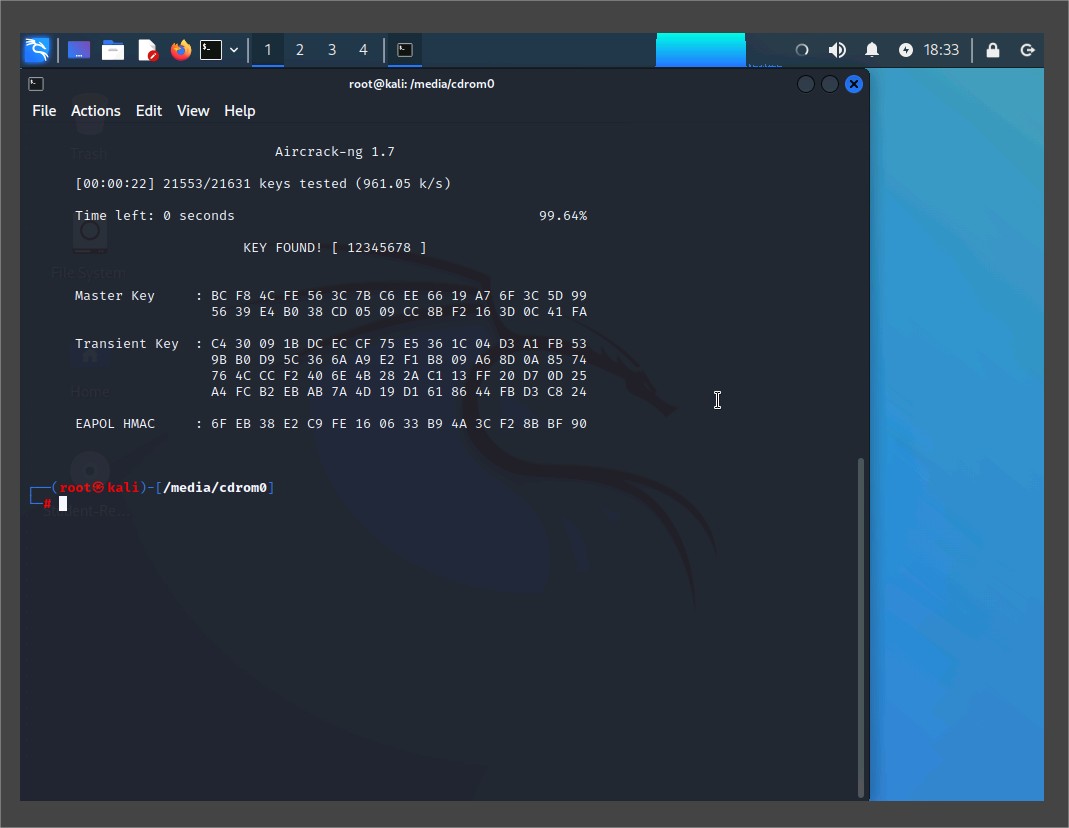 1 2 3 4 18:33
root@kali: /media/cdrom0
File Actions Edit View Help
Trash
Aircrack-ng 1.7
[00:00:22] 21553/21631 keys tested (961.05 k/s)
Time left: 0 seconds 99.64%
KEY FOUND! [ 12345678 ]
File System
Master Key : BC F8 4C FE 56 3C 7B C6 EE 66 19 A7 6F 3C 5D 99
56 39 E4 B0 38 CD 05 09 CC 8B F2 16 3D 0C 41 FA
Transient Key : C4 30 09 1B DC EC CF 75 E5 36 1C 04 D3 A1 FB 53
9B B0 D9 5C 36 6A A9 E2 F1 B8 09 A6 8D 0A 85 74
76 4C CC F2 40 6E 4B 28 2A C1 13 FF 20 D7 0D 25
A4 FC B2 EB AB 7A 4D 19 D1 61 86 44 FB D3 C8 24
Home
EAPOL HMAC : 6F EB 38 E2 C9 FE 16 06 33 B9 4A 3C F2 8B BF 90
┌──(root㉿kali)-[/media/cdrom0]
└─#